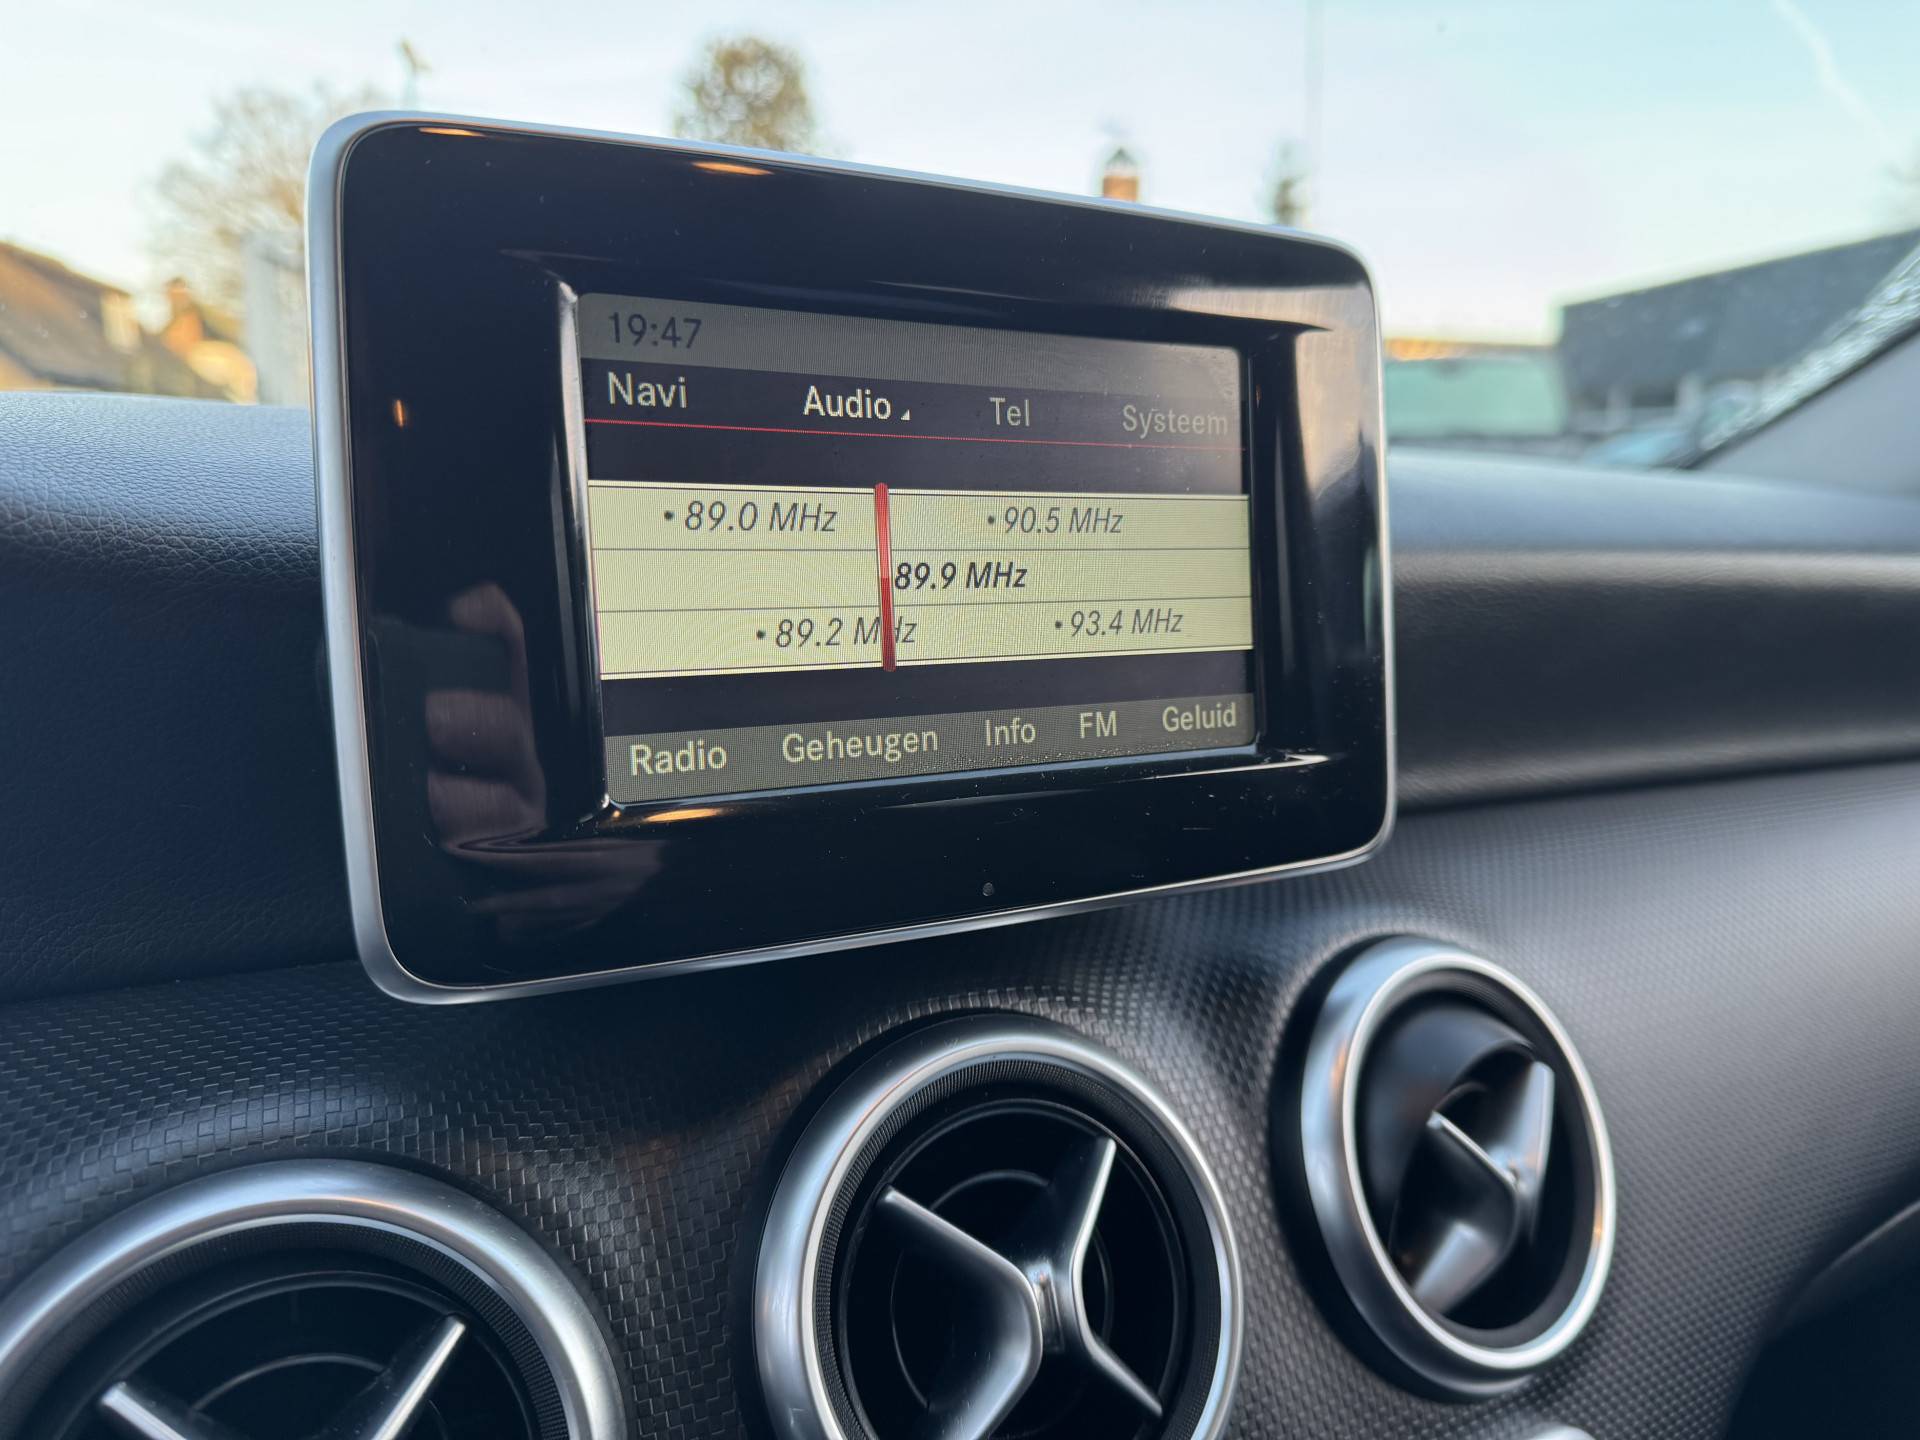 19:47
Navi Audio Tel Systeem
• 89.0 MHz • 90.5 MHz
89.9 MHz
• 89.2 MHz • 93.4 MHz
Radio Geheugen Info FM Geluid